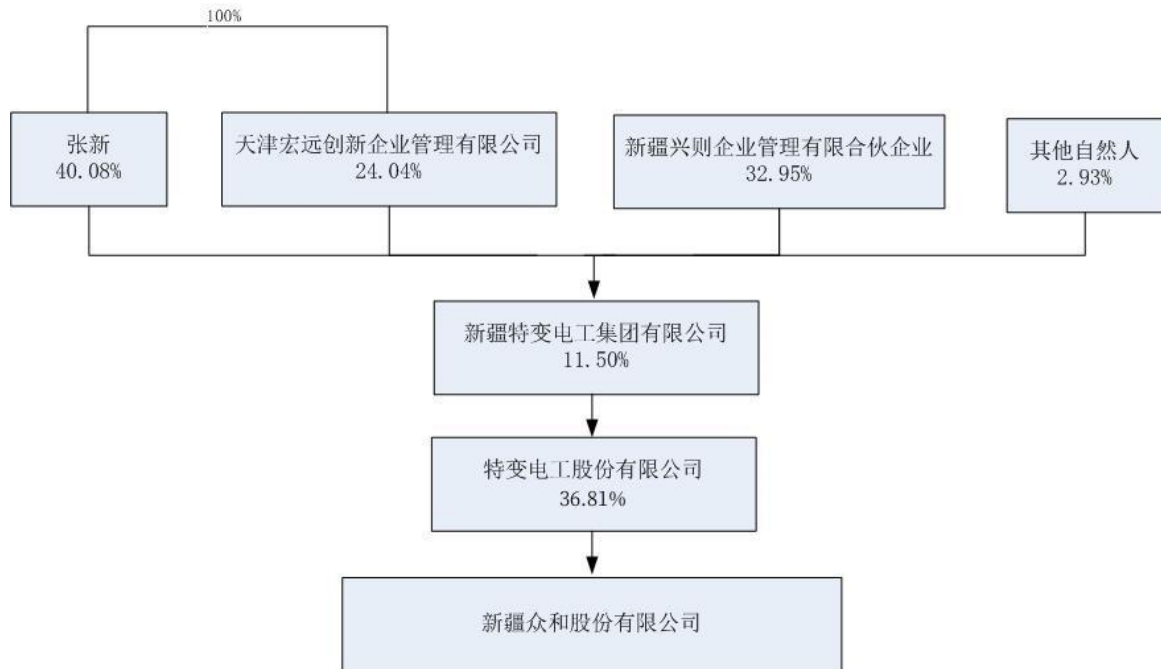 100%
张新
40.08%
天津宏远创新企业管理有限公司
24.04%
新疆兴则企业管理有限合伙企业
32.95%
其他自然人
2.93%
新疆特变电工集团有限公司
11.50%
特变电工股份有限公司
36.81%
新疆众和股份有限公司